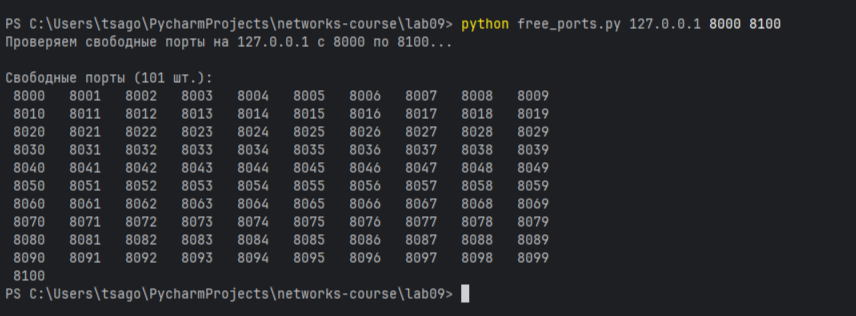 PS C:\Users\tsago\PycharmProjects\networks-course\lab09> python free_ports.py 127.0.0.1 8000 8100
Проверяем свободные порты на 127.0.0.1 с 8000 по 8100...
Свободные порты (101 шт.):
8000 8001 8002 8003 8004 8005 8006 8007 8008 8009
8010 8011 8012 8013 8014 8015 8016 8017 8018 8019
8020 8021 8022 8023 8024 8025 8026 8027 8028 8029
8030 8031 8032 8033 8034 8035 8036 8037 8038 8039
8040 8041 8042 8043 8044 8045 8046 8047 8048 8049
8050 8051 8052 8053 8054 8055 8056 8057 8058 8059
8060 8061 8062 8063 8064 8065 8066 8067 8068 8069
8070 8071 8072 8073 8074 8075 8076 8077 8078 8079
8080 8081 8082 8083 8084 8085 8086 8087 8088 8089
8090 8091 8092 8093 8094 8095 8096 8097 8098 8099
8100
PS C:\Users\tsago\PycharmProjects\networks-course\lab09>